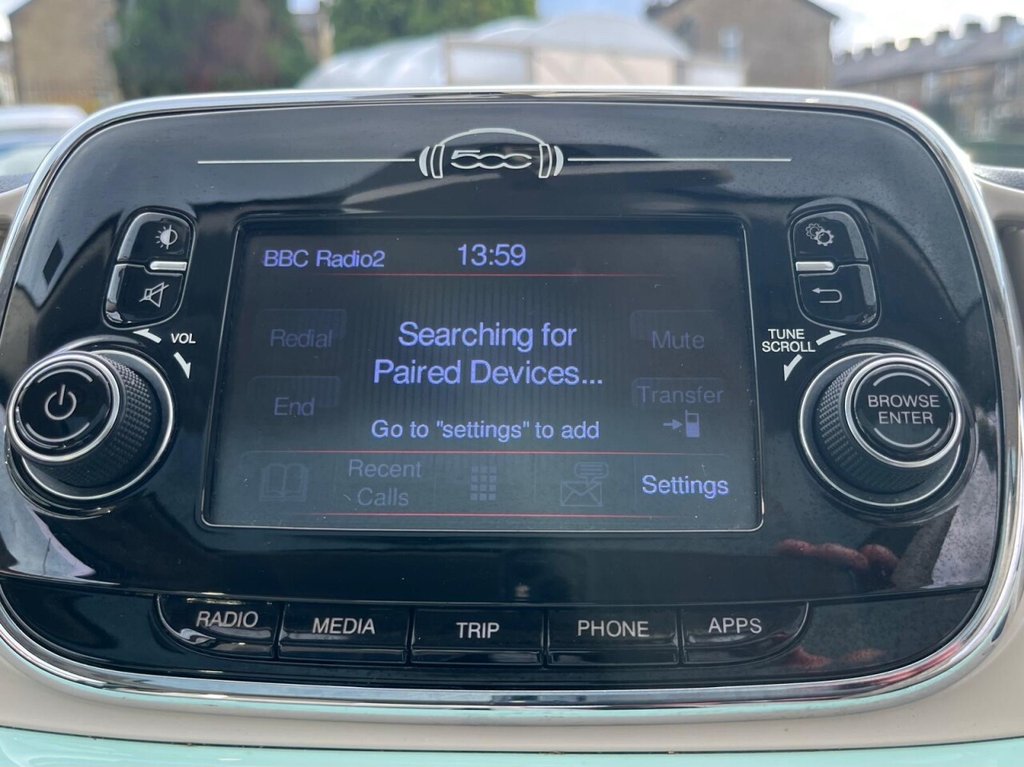 500
BBC Radio2 13:59
VOL
TUNE
SCROLL
Redial
Searching for
Paired Devices...
Mute
End
Transfer
Go to "settings" to add
BROWSE
ENTER
Recent
Calls
Settings
RADIO MEDIA TRIP PHONE APPS